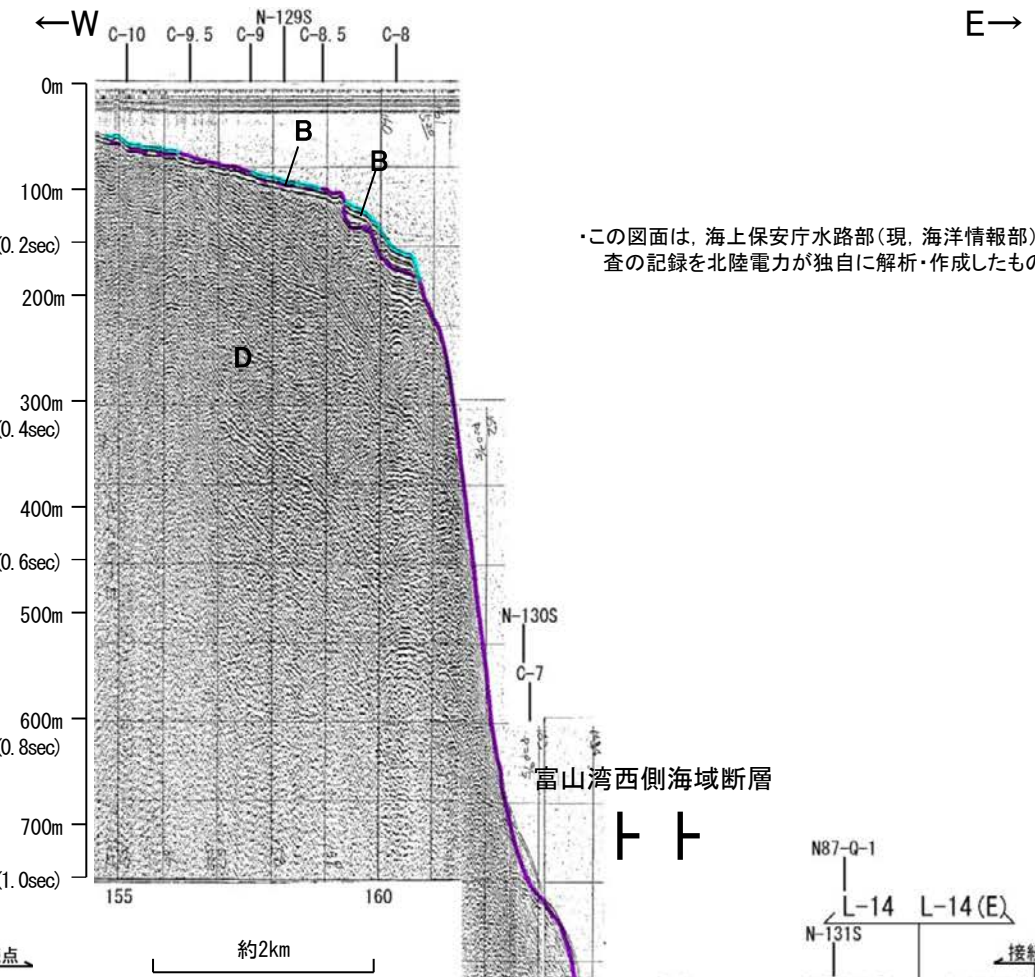 ←W
E→
N-129S
C-10 C-9.5 C-9 C-8.5 C-8
0m
B
B
100m
0.2sec)
・この図面は，海上保安庁水路部（現，海洋情報部）
査の記録を北陸電力が独自に解析・作成したもの
200m
D
300m
0.4sec)
400m
0.6sec)
500m
N-130S
C-7
600m
0.8sec)
富山湾西側海域断層
700m
N87-Q-1
1.0sec)
155 160
L-14 L-14(E)
N-131S
点
約2km
接